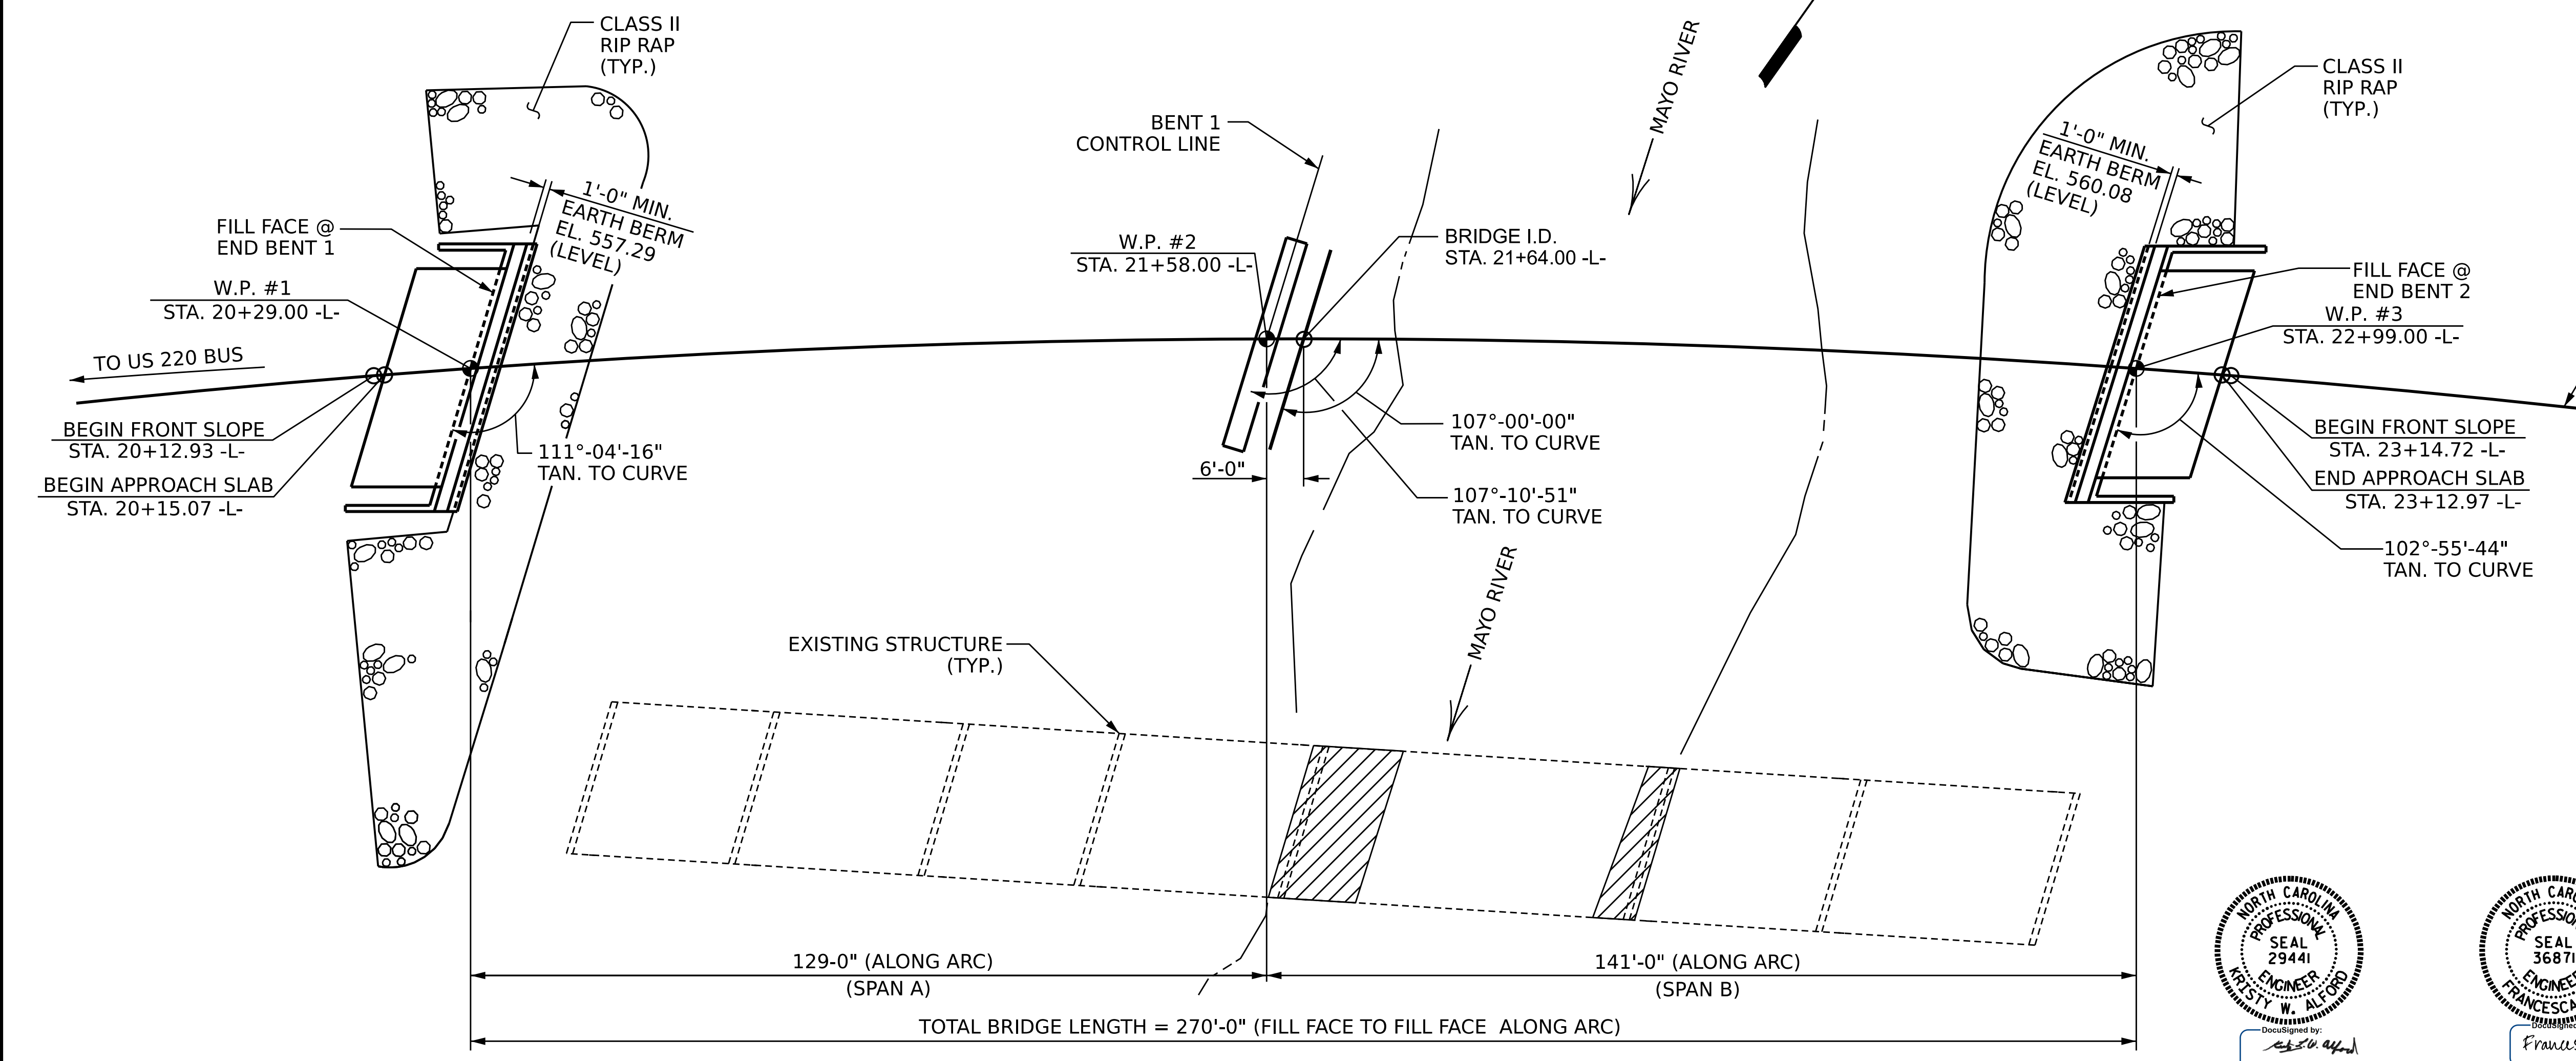 CLASS II
RIP RAP
(TYP.)
1'-0" MIN.
EARTH BERM
EL. 557.29
(LEVEL)
FILL FACE @
END BENT 1
W.P. #1
STA. 20+29.00 -L-
TO US 220 BUS
BEGIN FRONT SLOPE
STA. 20+12.93 -L-
BEGIN APPROACH SLAB
STA. 20+15.07 -L-
111°-04'-16"
TAN. TO CURVE
BENT 1
CONTROL LINE
W.P. #2
STA. 21+58.00 -L-
BRIDGE I.D.
STA. 21+64.00 -L-
MAYO RIVER
107°-00'-00"
TAN. TO CURVE
6'-0"
107°-10'-51"
TAN. TO CURVE
MAYO RIVER
EXISTING STRUCTURE
(TYP.)
CLASS II
RIP RAP
(TYP.)
1'-0" MIN.
EARTH BERM
EL. 560.08
(LEVEL)
FILL FACE @
END BENT 2
W.P. #3
STA. 22+99.00 -L-
BEGIN FRONT SLOPE
STA. 23+14.72 -L-
END APPROACH SLAB
STA. 23+12.97 -L-
102°-55'-44"
TAN. TO CURVE
129-0" (ALONG ARC)
(SPAN A)
141'-0" (ALONG ARC)
(SPAN B)
TOTAL BRIDGE LENGTH = 270'-0" (FILL FACE TO FILL FACE ALONG ARC)
NORTH CAROLINA
PROFESSIONAL
SEAL
29441
ENGINEER
KRISTY W. ALFORD
DocuSigned by:
NORTH
SEAL
36871
FRANCESCA